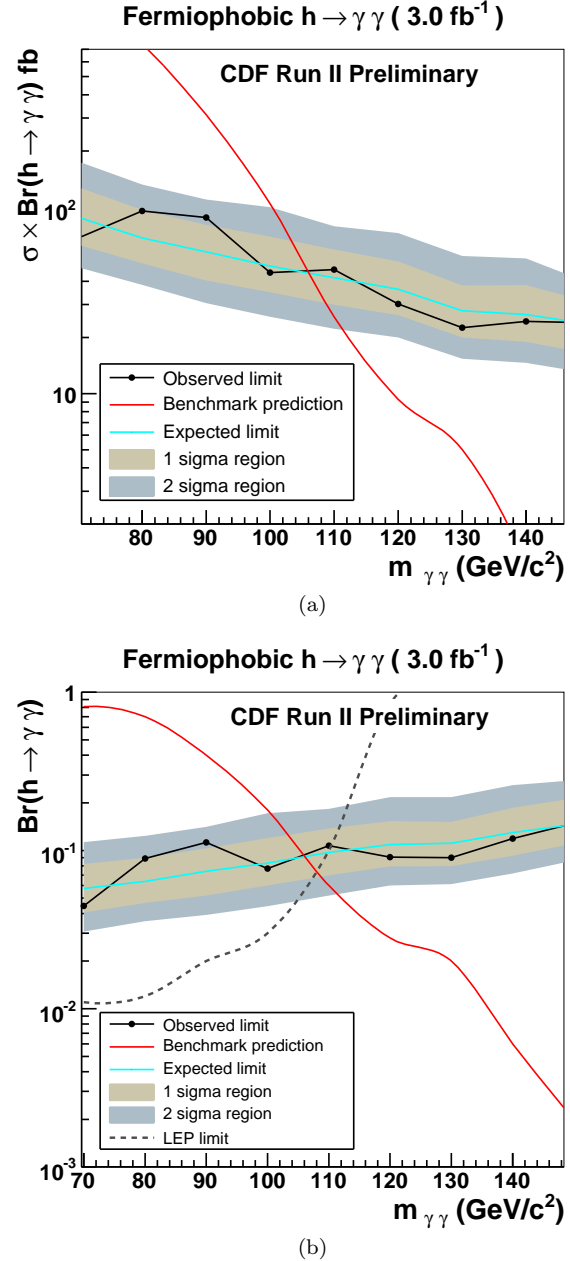 Fermiophobic h → γ γ ( 3.0 fb⁻¹ )
CDF Run II Preliminary
σ × Br(h → γ γ) fb
10²
10
Observed limit
Benchmark prediction
Expected limit
1 sigma region
2 sigma region
80 90 100 110 120 130 140
m γ γ (GeV/c²)
(a)
Fermiophobic h → γ γ ( 3.0 fb⁻¹ )
CDF Run II Preliminary
Br(h → γ γ)
1
10⁻¹
10⁻²
10⁻³
Observed limit
Benchmark prediction
Expected limit
1 sigma region
2 sigma region
LEP limit
70 80 90 100 110 120 130 140
m γ γ (GeV/c²)
(b)